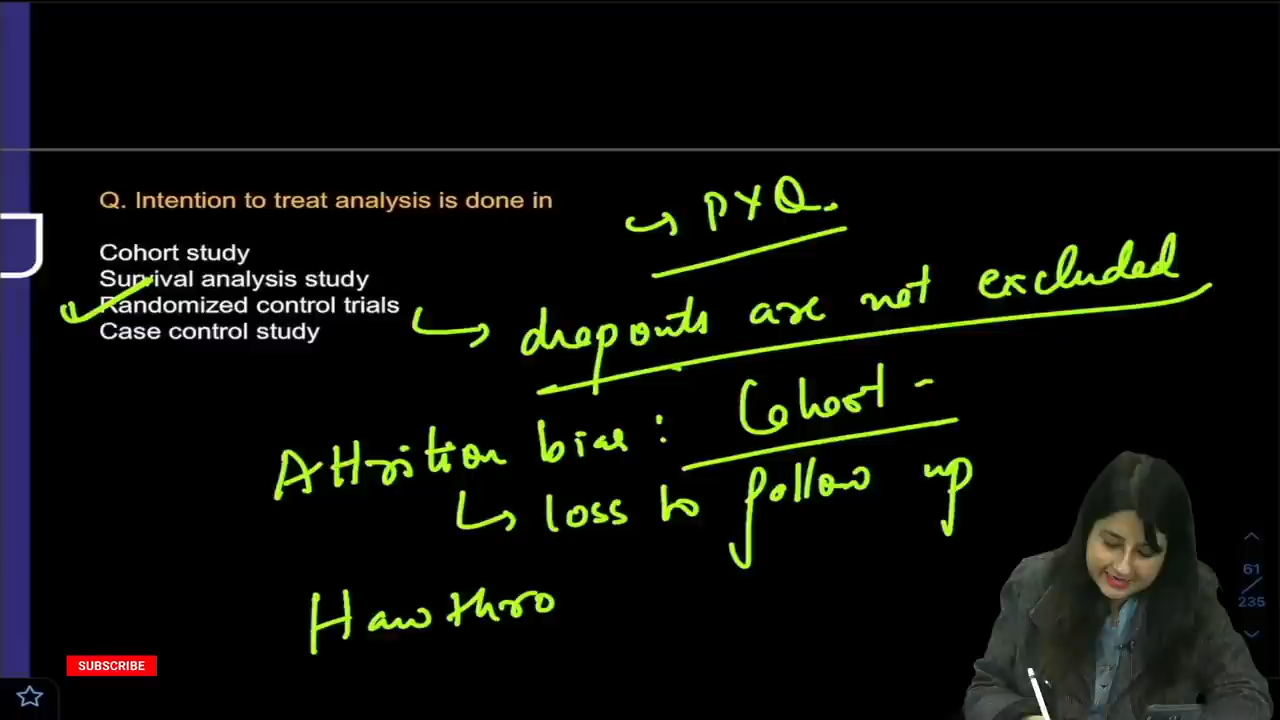 Q. Intention to treat analysis is done in
↪ PYQ.
Cohort study
Survival analysis study
Randomized control trials
Case control study
↪ dropouts are not excluded
Attrition bias : Cohort -
↪ loss to follow up
Hawthro
SUBSCRIBE
61
235